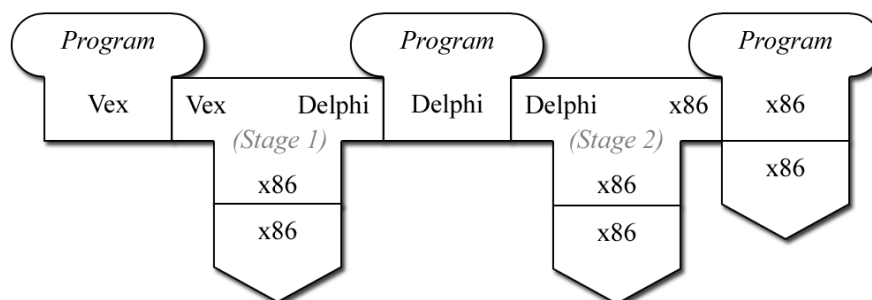 Program Program Program
Vex Vex Delphi Delphi Delphi x86 x86
(Stage 1) (Stage 2)
x86 x86 x86
x86 x86